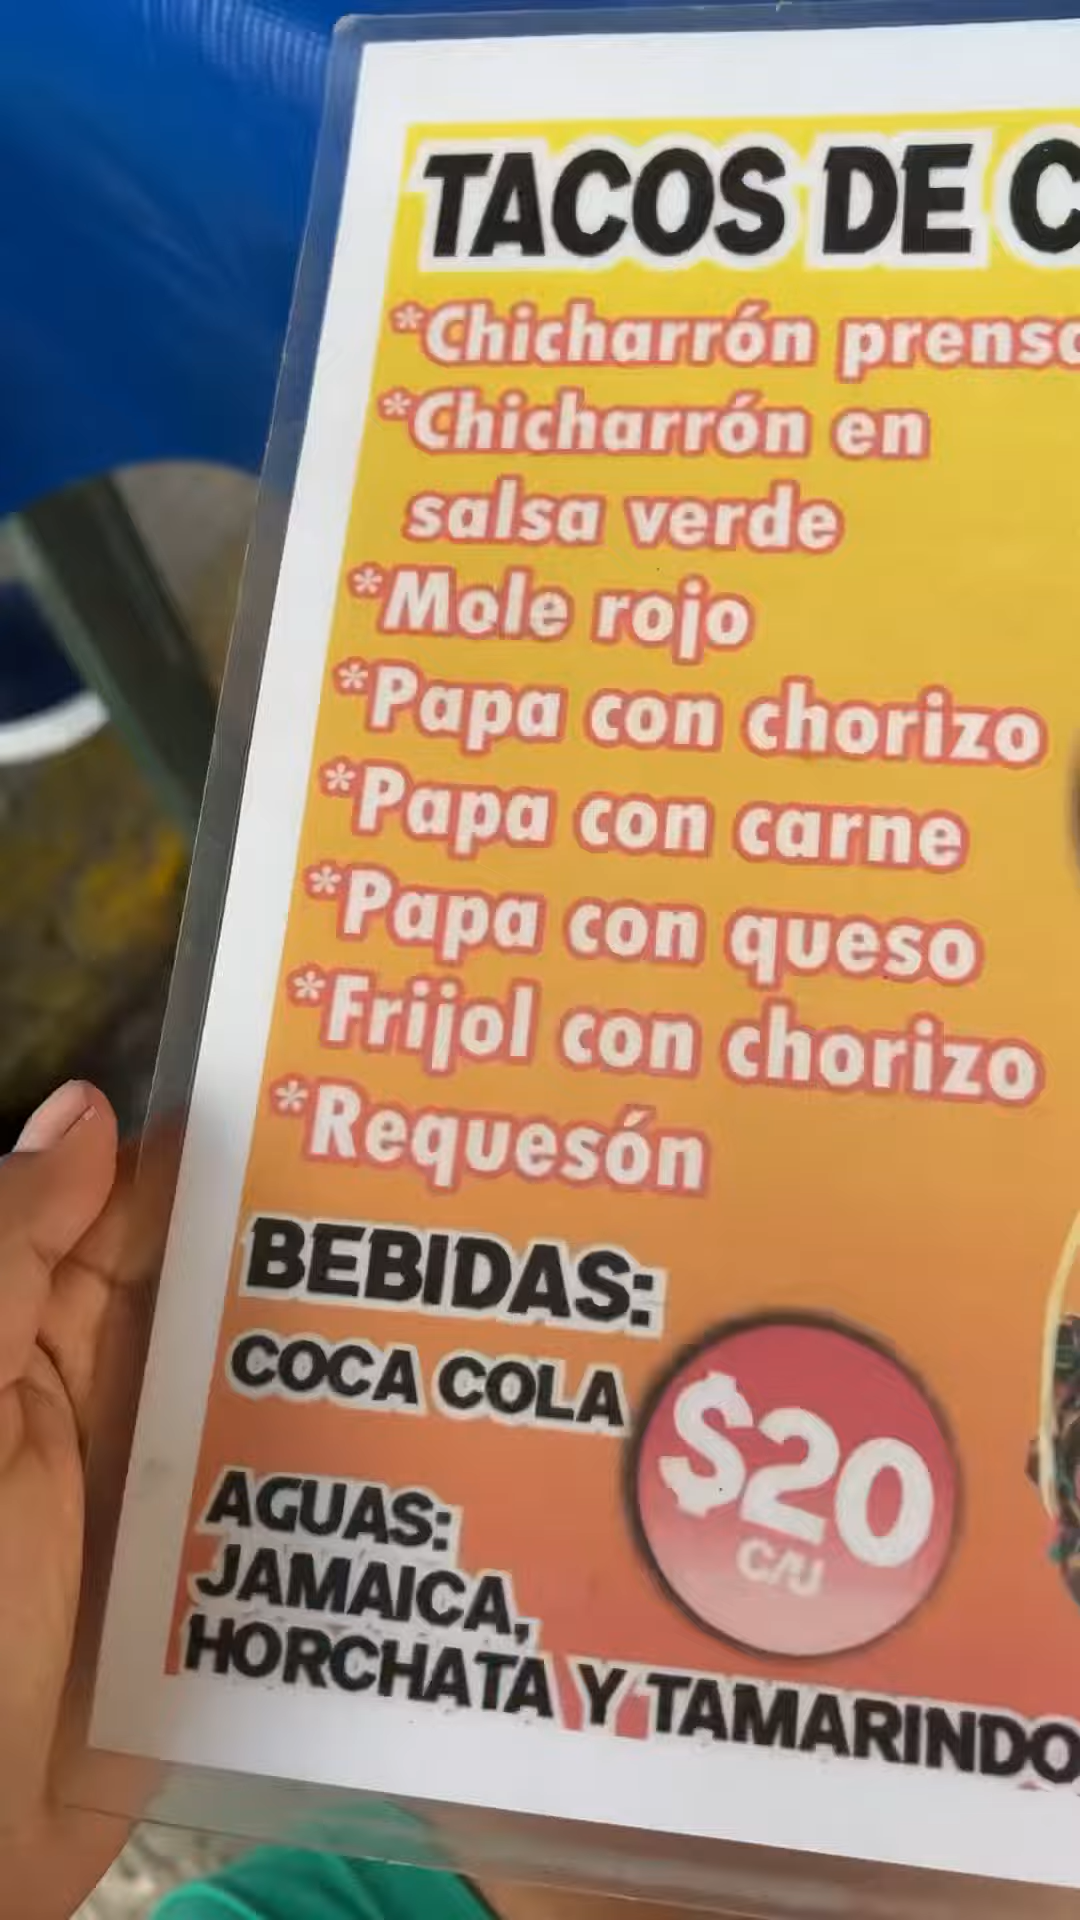 TACOS DE C
*Chicharrón prensa
*Chicharrón en
salsa verde
*Mole rojo
*Papa con chorizo
*Papa con carne
*Papa con queso
*Frijol con chorizo
*Requesón
BEBIDAS:
COCA COLA
$20
C/U
AGUAS:
JAMAICA,
HORCHATA Y TAMARINDO